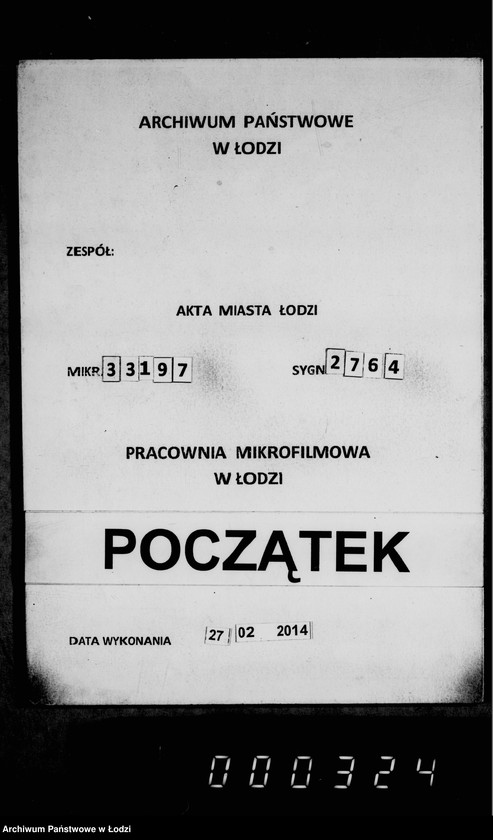 ARCHIWUM PAŃSTWOWE
W ŁODZI
ZESPÓŁ:
AKTA MIASTA ŁODZI
MIKR. 33197 SYGN 2764
PRACOWNIA MIKROFILMOWA
W ŁODZI
POCZĄTEK
DATA WYKONANIA 27 02 2014
000324
Archiwum Państwowe w Łodzi